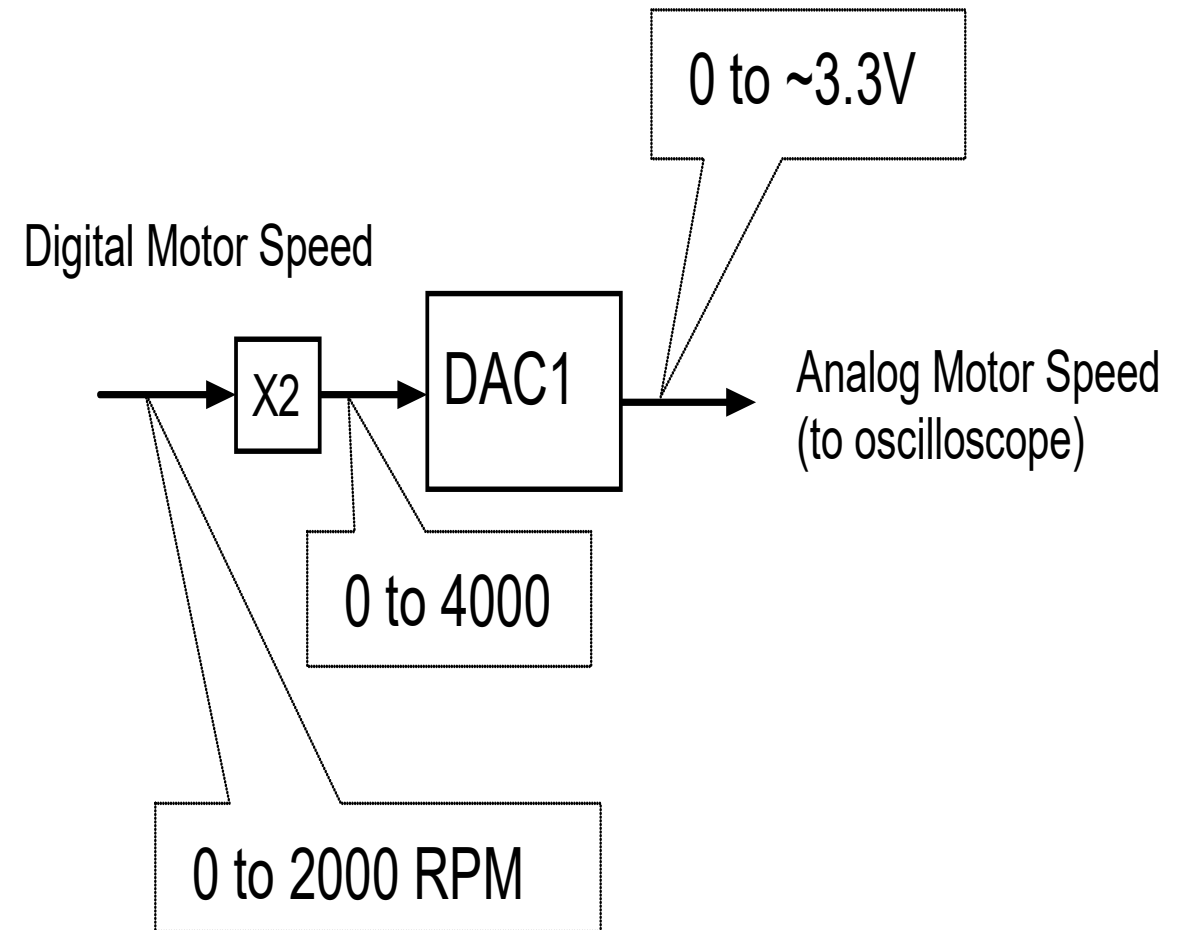 0 to ~3.3V
Digital Motor Speed
X2
DAC1
Analog Motor Speed
(to oscilloscope)
0 to 4000
0 to 2000 RPM